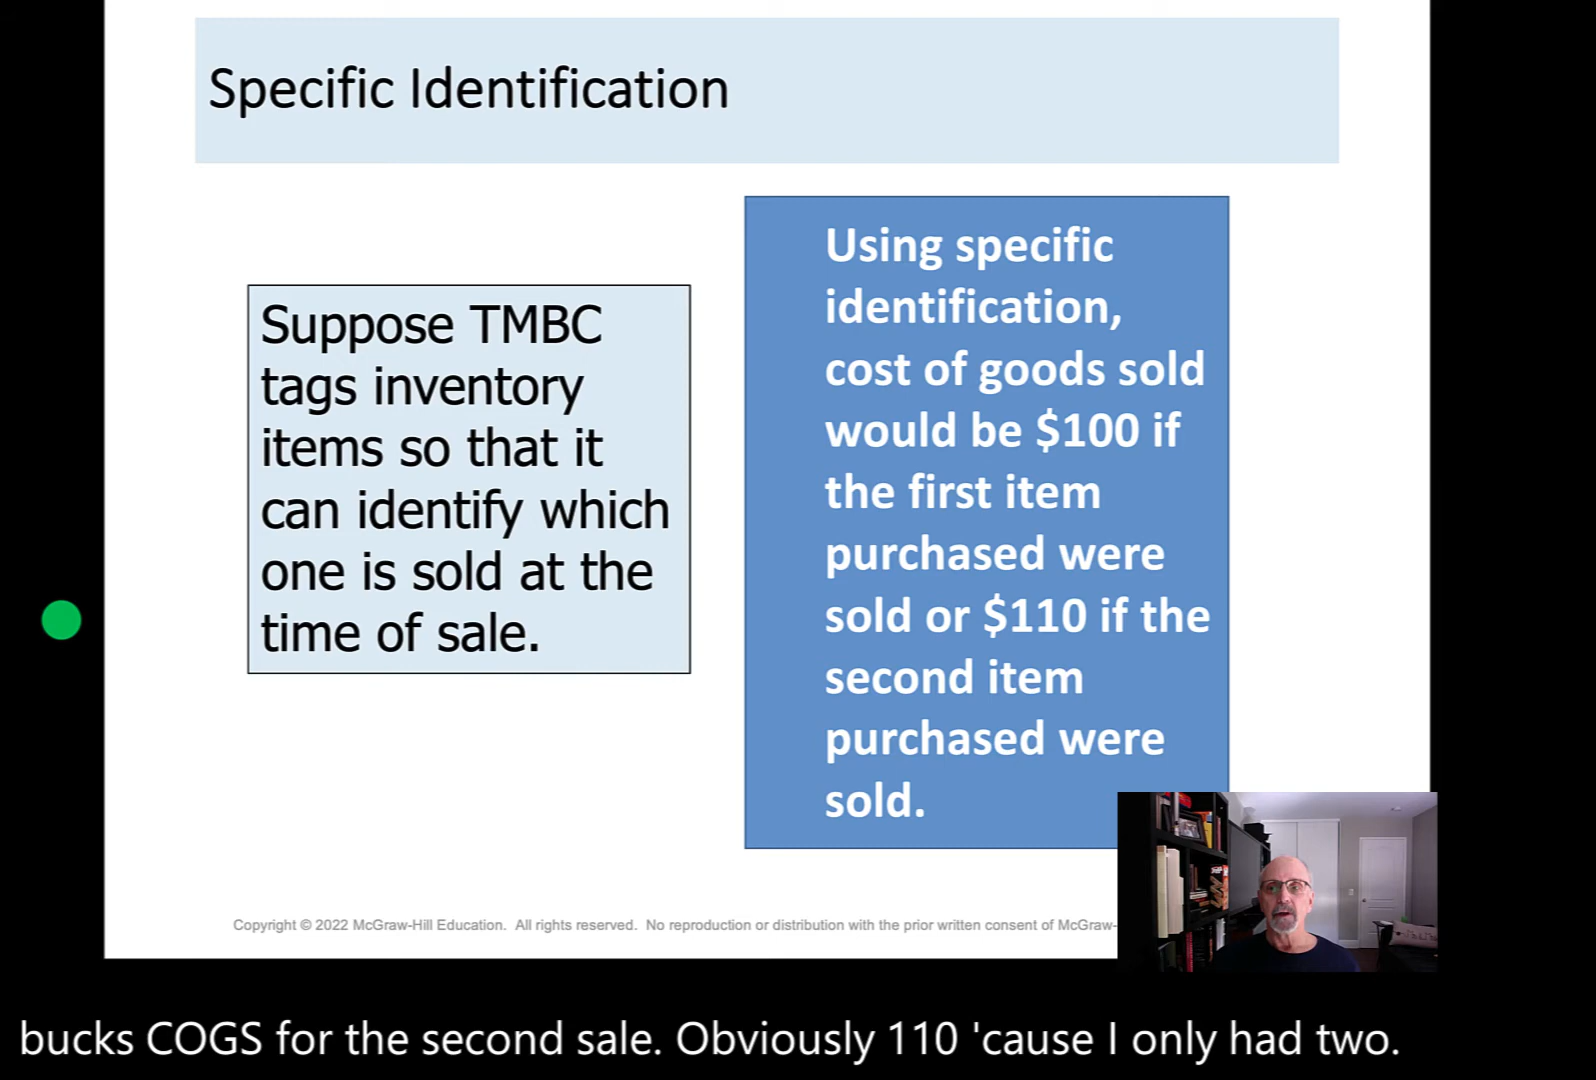 Specific Identification
Suppose TMBC
tags inventory
items so that it
can identify which
one is sold at the
time of sale.
Using specific
identification,
cost of goods sold
would be $100 if
the first item
purchased were
sold or $110 if the
second item
purchased were
sold.
Copyright © 2022 McGraw-Hill Education. All rights reserved. No reproduction or distribution with the prior written consent of McGraw-
bucks COGS for the second sale. Obviously 110 'cause I only had two.